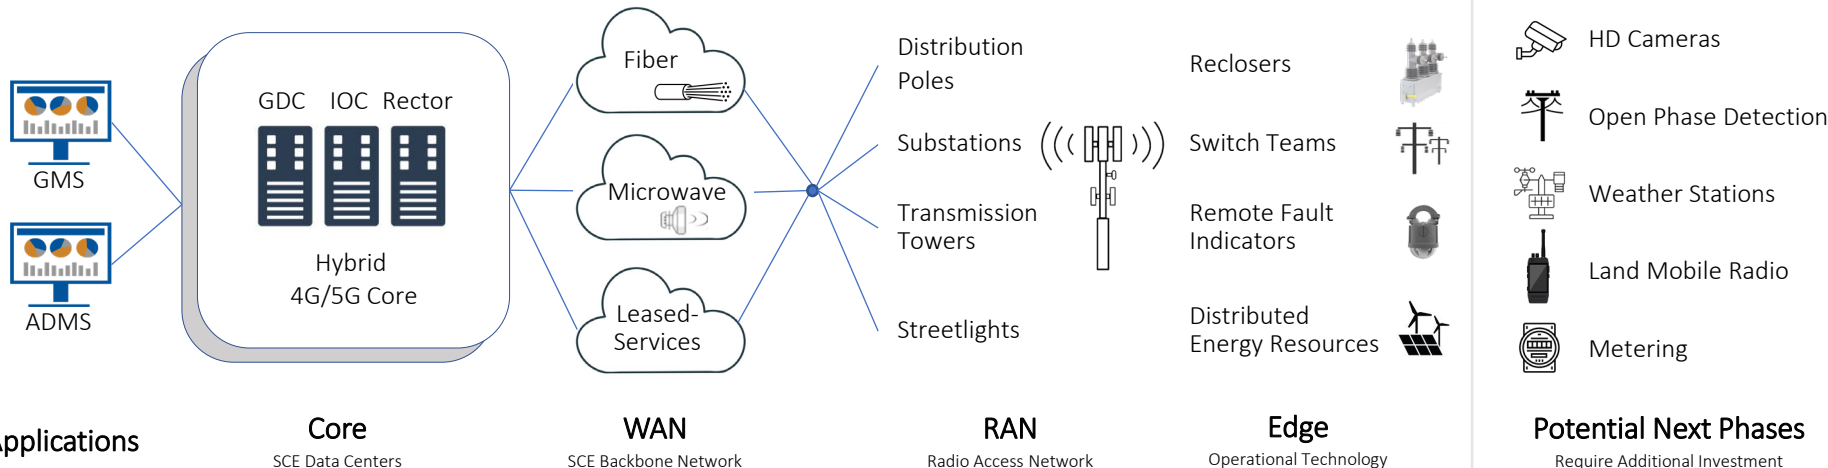 GMS
ADMS
GDC IOC Rector
Hybrid
4G/5G Core
Fiber
Microwave
Leased-
Services
Distribution
Poles
Substations
Transmission
Towers
Streetlights
Reclosers
Switch Teams
Remote Fault
Indicators
Distributed
Energy Resources
HD Cameras
Open Phase Detection
Weather Stations
Land Mobile Radio
Metering
pplications
Core
SCE Data Centers
WAN
SCE Backbone Network
RAN
Radio Access Network
Edge
Operational Technology
Potential Next Phases
Require Additional Investment